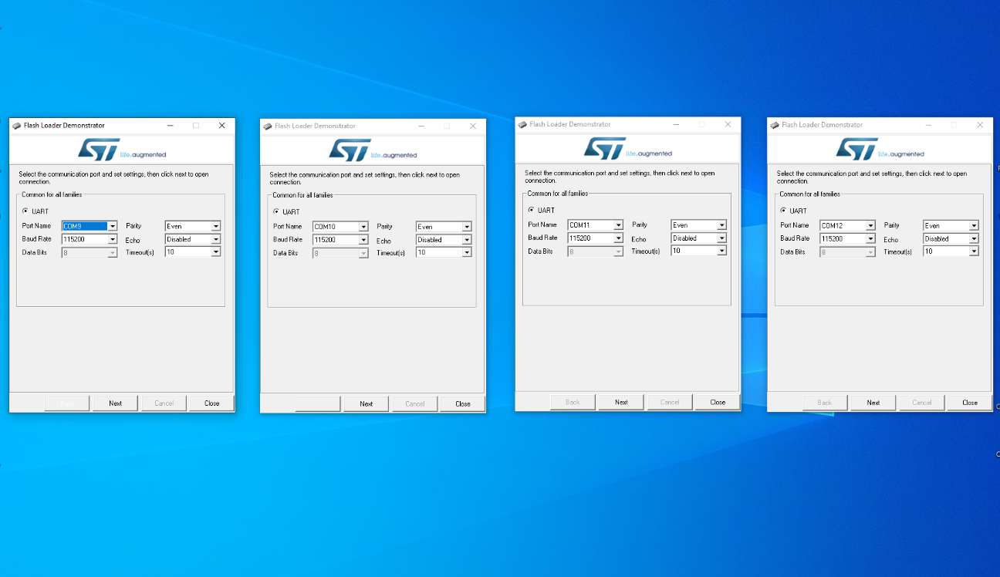 Flash Loader Demonstrator
ST life.augmented
Select the communication port and set settings, then click next to open
connection.
Common for all families
UART
Port Name COM9 Parity Even
Baud Rate 115200 Echo Disabled
Data Bits 8 Timeout(s) 10
Back Next Cancel Close
Flash Loader Demonstrator
ST life.augmented
Select the communication port and set settings, then click next to open
connection.
Common for all families
UART
Port Name COM10 Parity Even
Baud Rate 115200 Echo Disabled
Data Bits 8 Timeout(s) 10
Next Cancel Close
Flash Loader Demonstrator
ST life.augmented
Select the communication port and set settings, then click next to open
connection.
Common for all families
UART
Port Name COM11 Parity Even
Baud Rate 115200 Echo Disabled
Data Bits 8 Timeout(s) 10
Back Next Cancel Close
Flash Loader Demonstrator
ST life.augmented
Select the communication port and set settings, then click next to open
connection.
Common for all families
UART
Port Name COM12 Parity Even
Baud Rate 115200 Echo Disabled
Data Bits 8 Timeout(s) 10
Back Next Cancel Close